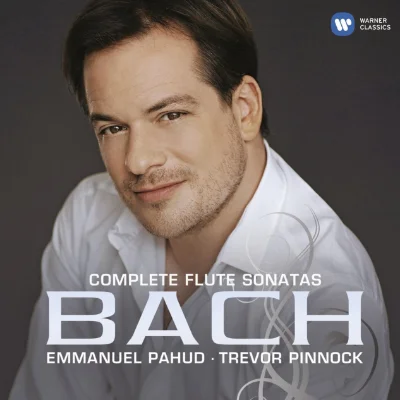 WARNER
CLASSICS
COMPLETE FLUTE SONATAS
BACH
EMMANUEL PAHUD · TREVOR PINNOCK